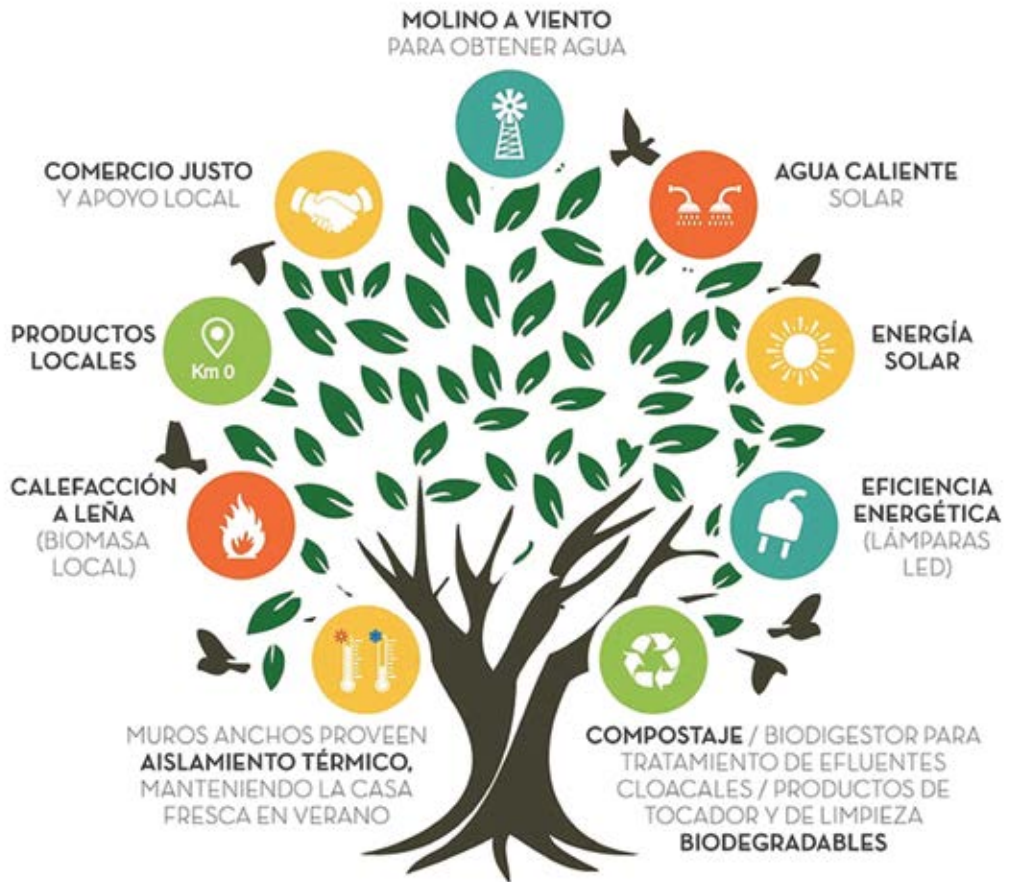 MOLINO A VIENTO
PARA OBTENER AGUA
COMERCIO JUSTO
Y APOYO LOCAL
AGUA CALIENTE
SOLAR
PRODUCTOS
LOCALES
Km 0
ENERGÍA
SOLAR
CALEFACCIÓN
A LEÑA
(BIOMASA
LOCAL)
EFICIENCIA
ENERGÉTICA
(LÁMPARAS
LED)
MUROS ANCHOS PROVEEN
AISLAMIENTO TÉRMICO,
MANTENIENDO LA CASA
FRESCA EN VERANO
COMPOSTAJE / BIODIGESTOR PARA
TRATAMIENTO DE EFLUENTES
CLOACALES / PRODUCTOS DE
TOCADOR Y DE LIMPIEZA
BIODEGRADABLES